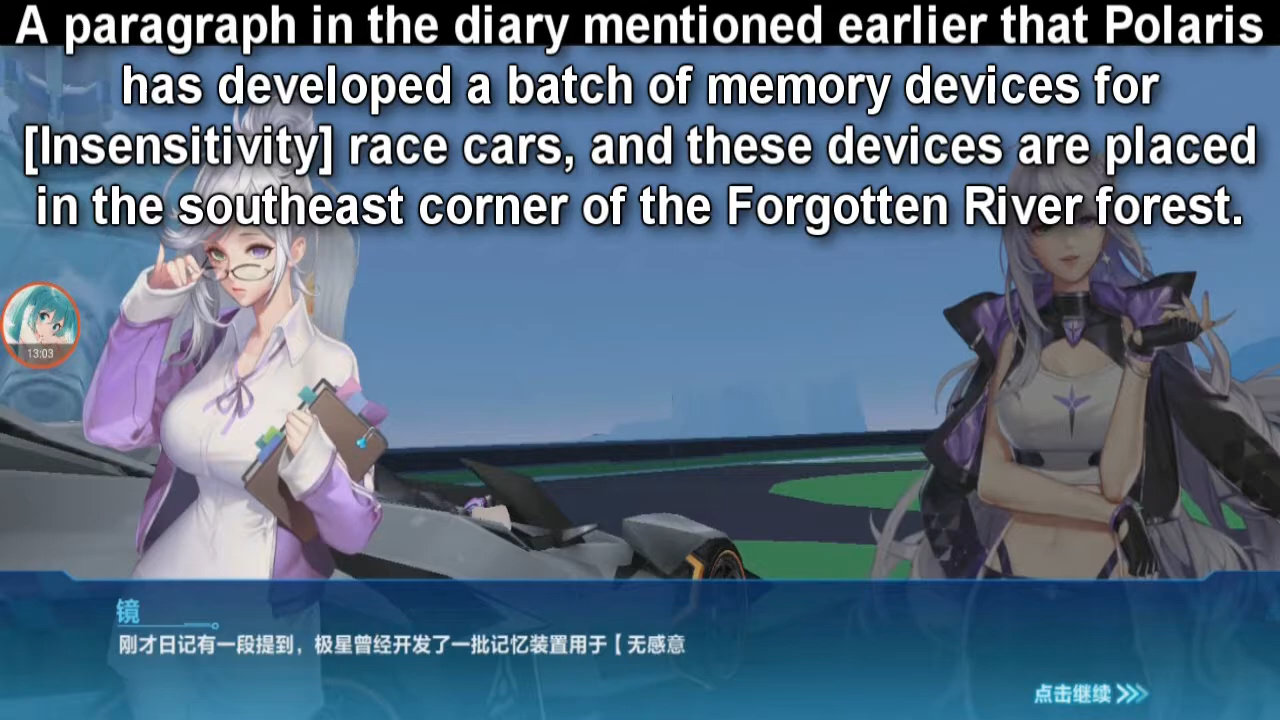 A paragraph in the diary mentioned earlier that Polaris
has developed a batch of memory devices for
[Insensitivity] race cars, and these devices are placed
in the southeast corner of the Forgotten River forest.
13:03
镜
刚才日记有一段提到，极星曾经开发了一批记忆装置用于【无感意
点击继续